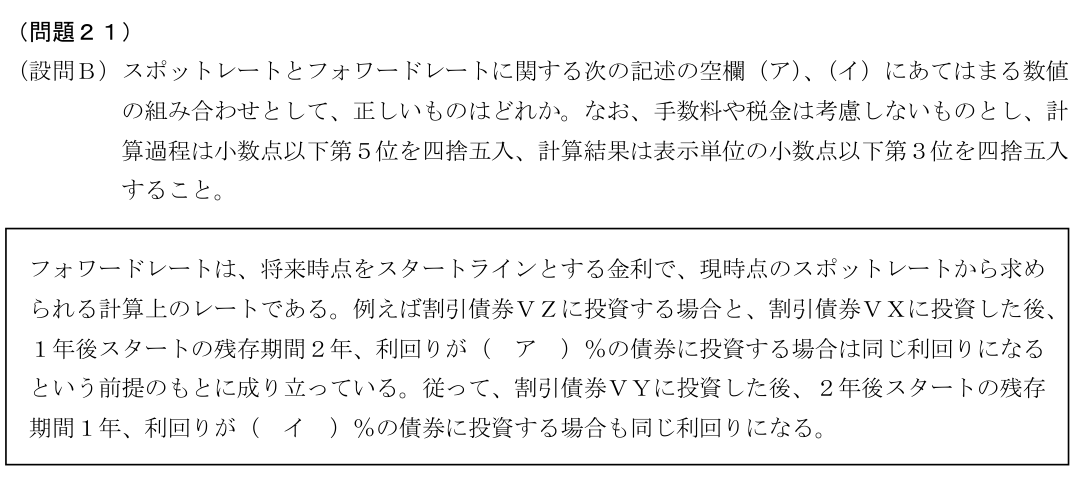 （問題２１）
（設問Ｂ）スポットレートとフォワードレートに関する次の記述の空欄（ア）、（イ）にあてはまる数値
の組み合わせとして、正しいものはどれか。なお、手数料や税金は考慮しないものとし、計
算過程は小数点以下第５位を四捨五入、計算結果は表示単位の小数点以下第３位を四捨五入
すること。
フォワードレートは、将来時点をスタートラインとする金利で、現時点のスポットレートから求め
られる計算上のレートである。例えば割引債券ＶＺに投資する場合と、割引債券ＶＸに投資した後、
１年後スタートの残存期間２年、利回りが（　ア　）％の債券に投資する場合は同じ利回りになる
という前提のもとに成り立っている。従って、割引債券ＶＹに投資した後、２年後スタートの残存
期間１年、利回りが（　イ　）％の債券に投資する場合も同じ利回りになる。